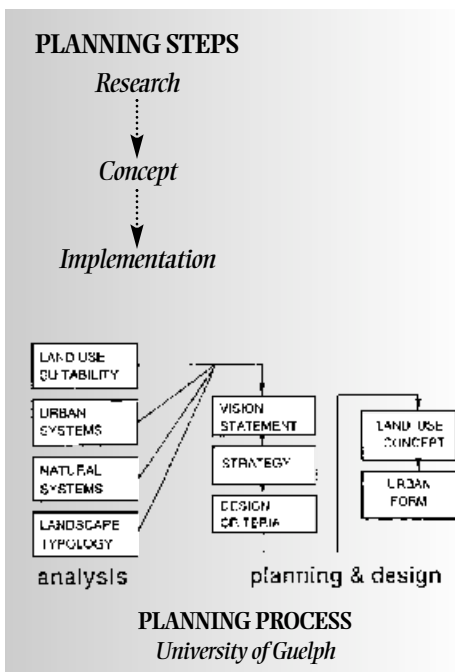 PLANNING STEPS
Research
Concept
Implementation
LAND USE
SUITABILITY
URBAN
SYSTEMS
NATURAL
SYSTEMS
LANDSCAPE
TYPOLOGY
analysis
VISION
STATEMENT
STRATEGY
DESIGN
CRITERIA
LAND USE
CONCEPT
URBAN
FORM
planning & design
PLANNING PROCESS
University of Guelph